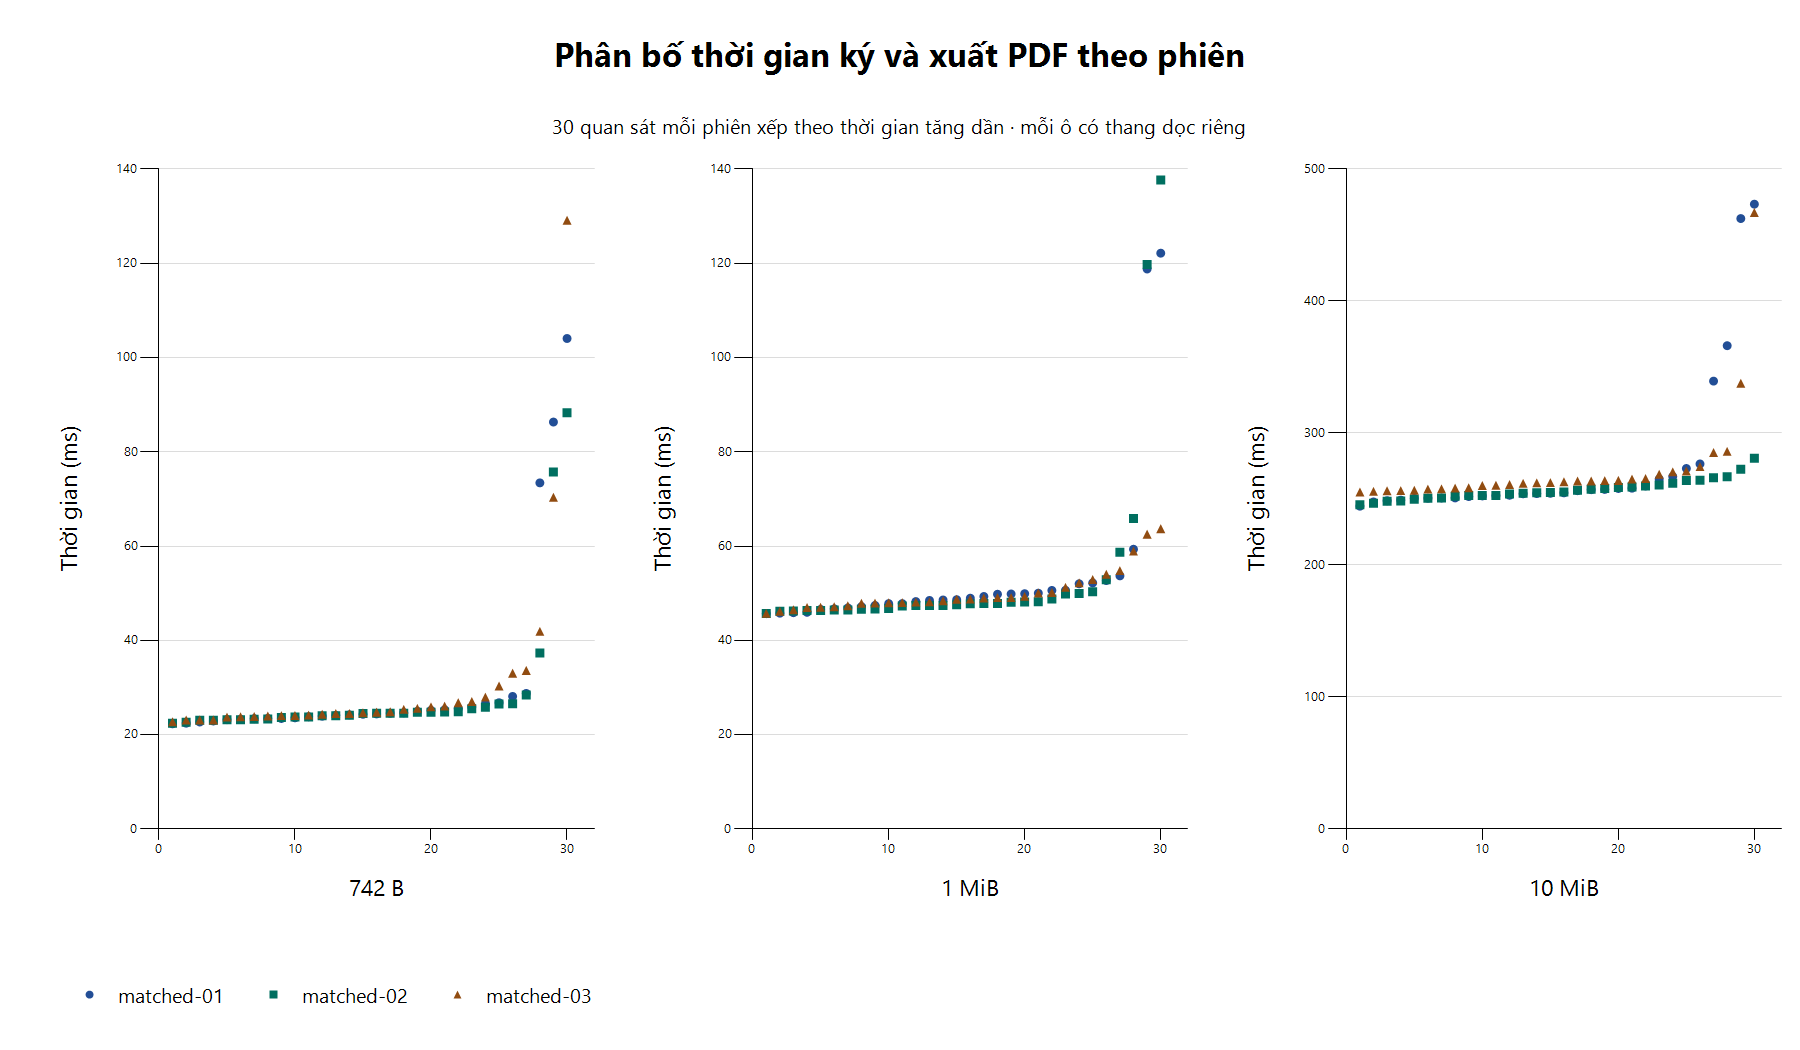 Phân bố thời gian ký và xuất PDF theo phiên
30 quan sát mỗi phiên xếp theo thời gian tăng dần · mỗi ô có thang dọc riêng
Thời gian (ms)
140
120
100
80
60
40
20
0
0 10 20 30
742 B
Thời gian (ms)
140
120
100
80
60
40
20
0
0 10 20 30
1 MiB
Thời gian (ms)
500
400
300
200
100
0
0 10 20 30
10 MiB
matched-01 matched-02 matched-03